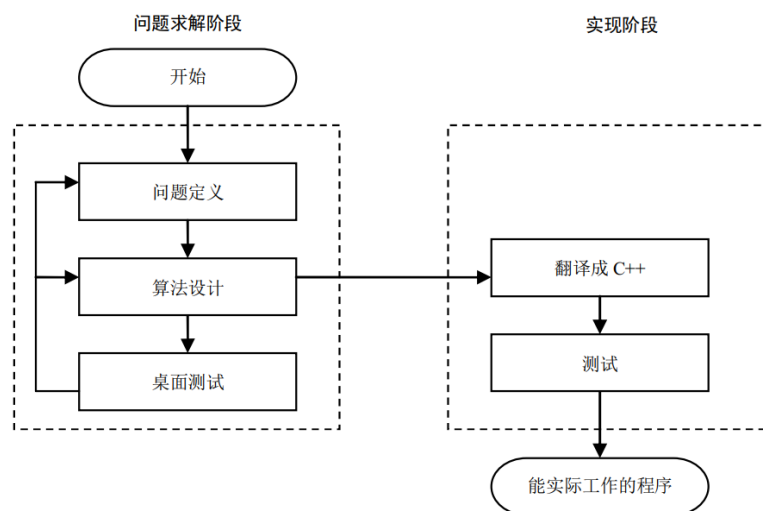 问题求解阶段
开始
问题定义
算法设计
桌面测试
实现阶段
翻译成 C++
测试
能实际工作的程序